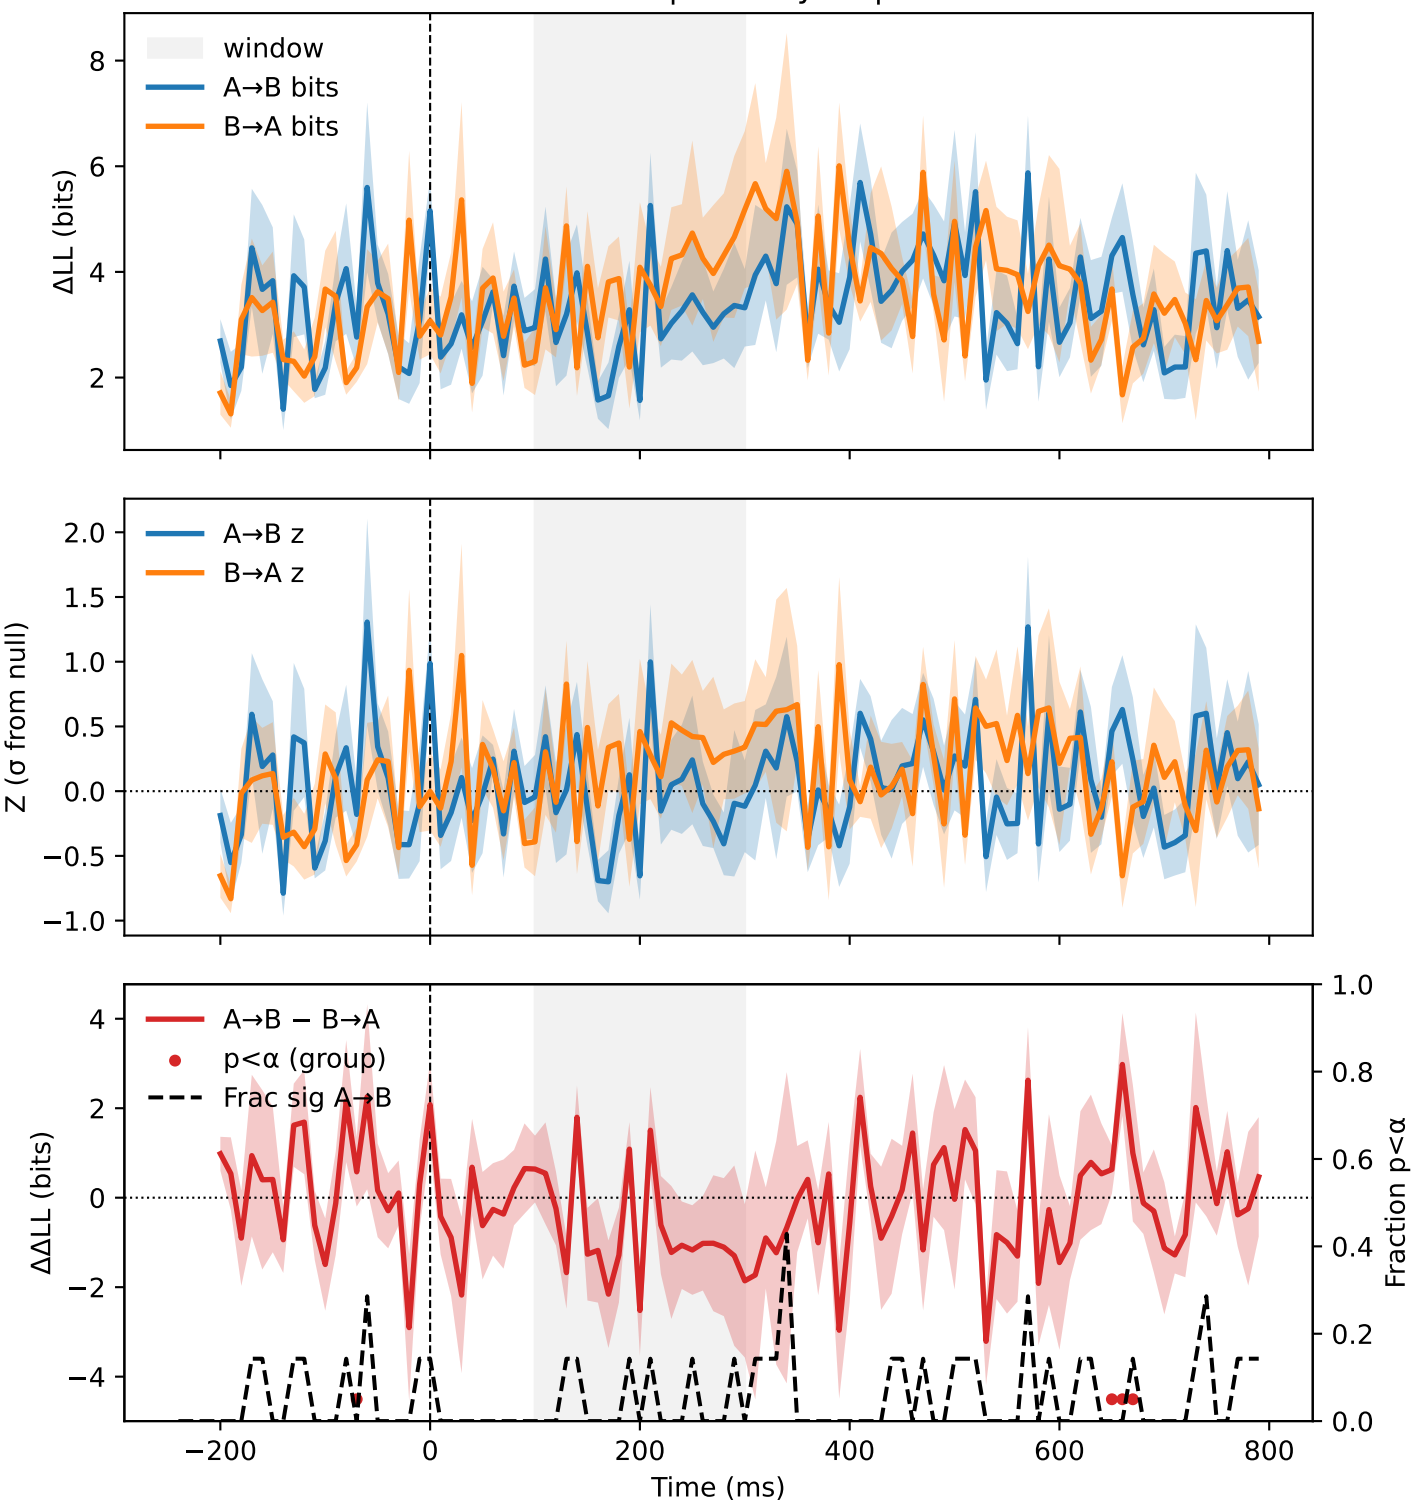 window
A→B bits
B→A bits
ΔLL (bits)
8
6
4
2
A→B z
B→A z
Z (σ from null)
2.0
1.5
1.0
0.5
0.0
−0.5
−1.0
A→B − B→A
p<α (group)
Frac sig A→B
ΔΔLL (bits)
4
2
0
−2
−4
1.0
0.8
0.6
0.4
0.2
0.0
Fraction p<α
−200
0
200
400
600
800
Time (ms)